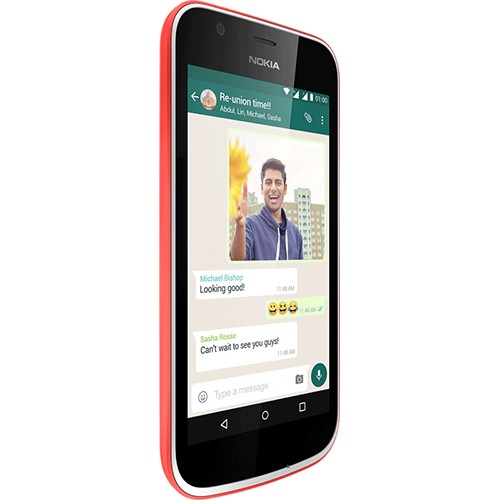 NOKIA
01:00
Re-union time!!
Abdul, Lin, Michael, Sasha
Michael Bishop
Looking good!
11:48 AM
😀😆😂 11:48 AM
Sasha Rosse
Can't wait to see you guys!
11:48 AM
Type a message